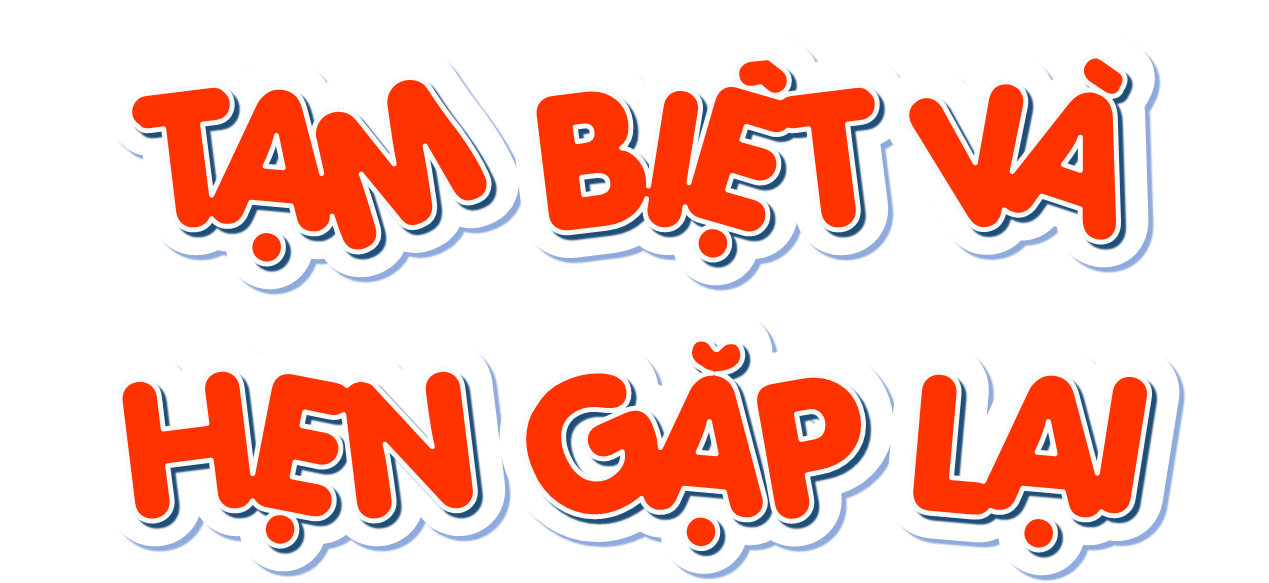 TẠM BIỆT VÀ
HẸN GẶP LẠI